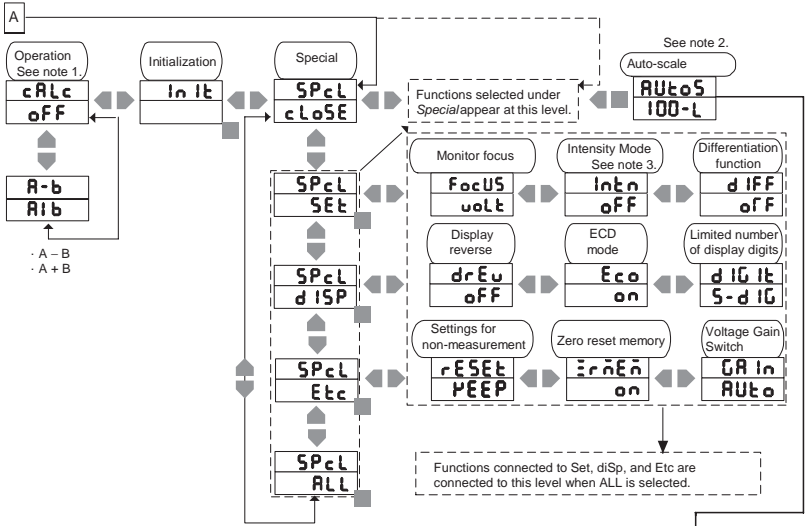 A
See note 2.
Operation
See note 1.
Initialization
Special
Auto-scale
cALc
oFF
InIt
SPcL
cLoSE
Functions selected under
Special appear at this level.
AUtoS
100-L
A-b
AIb
· A – B
· A + B
Monitor focus
Intensity Mode
See note 3.
Differentiation
function
SPcL
SEt
FocUS
voLt
Intn
oFF
dIFF
oFF
Display
reverse
ECD
mode
Limited number
of display digits
SPcL
dISP
drEv
oFF
Eco
on
dIGIt
5-dIG
Settings for
non-measurement
Zero reset memory
Voltage Gain
Switch
SPcL
Etc
rESEt
KEEP
on
GAIn
AUto
SPcL
ALL
Functions connected to Set, diSp, and Etc are
connected to this level when ALL is selected.